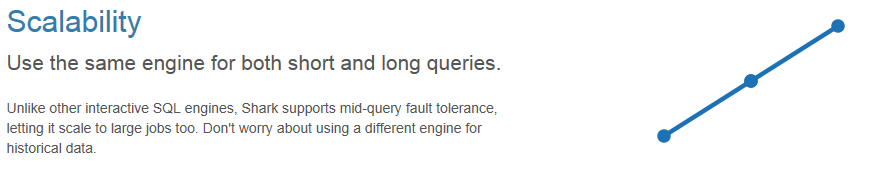 Scalability
Use the same engine for both short and long queries.
Unlike other interactive SQL engines, Shark supports mid-query fault tolerance,
letting it scale to large jobs too. Don't worry about using a different engine for
historical data.